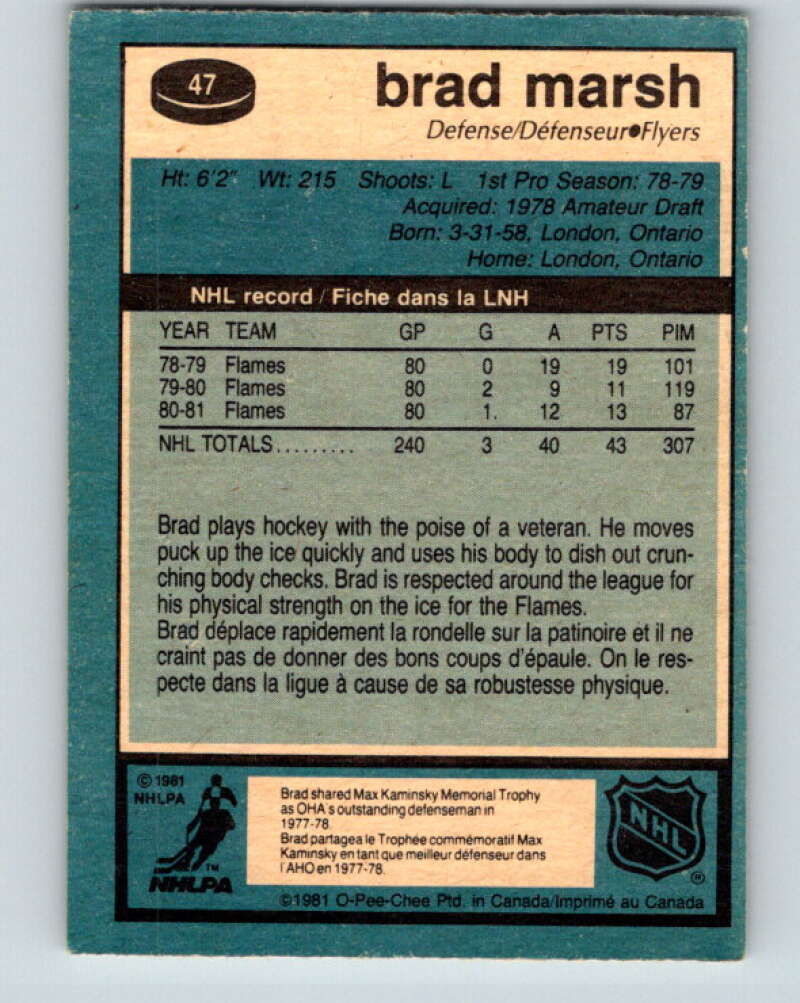 47
brad marsh
Defense/Défenseur●Flyers
Ht: 6'2" Wt: 215 Shoots: L 1st Pro Season: 78-79
Acquired: 1978 Amateur Draft
Born: 3-31-58, London, Ontario
Home: London, Ontario
NHL record / Fiche dans la LNH
YEAR TEAM GP G A PTS PIM
78-79 Flames 80 0 19 19 101
79-80 Flames 80 2 9 11 119
80-81 Flames 80 1. 12 13 87
NHL TOTALS......... 240 3 40 43 307
Brad plays hockey with the poise of a veteran. He moves
puck up the ice quickly and uses his body to dish out crun-
ching body checks. Brad is respected around the league for
his physical strength on the ice for the Flames.
Brad déplace rapidement la rondelle sur la patinoire et il ne
craint pas de donner des bons coups d'épaule. On le res-
pecte dans la ligue à cause de sa robustesse physique.
© 1981
NHLPA
TM
NHLPA
Brad shared Max Kaminsky Memorial Trophy
as OHA's outstanding defenseman in
1977-78.
Brad partagea le Trophée commémoratif Max
Kaminsky en tant que meilleur défenseur dans
l'AHO en 1977-78.
NHL
©1981 O-Pee-Chee Ptd. in Canada/Imprimé au Canada